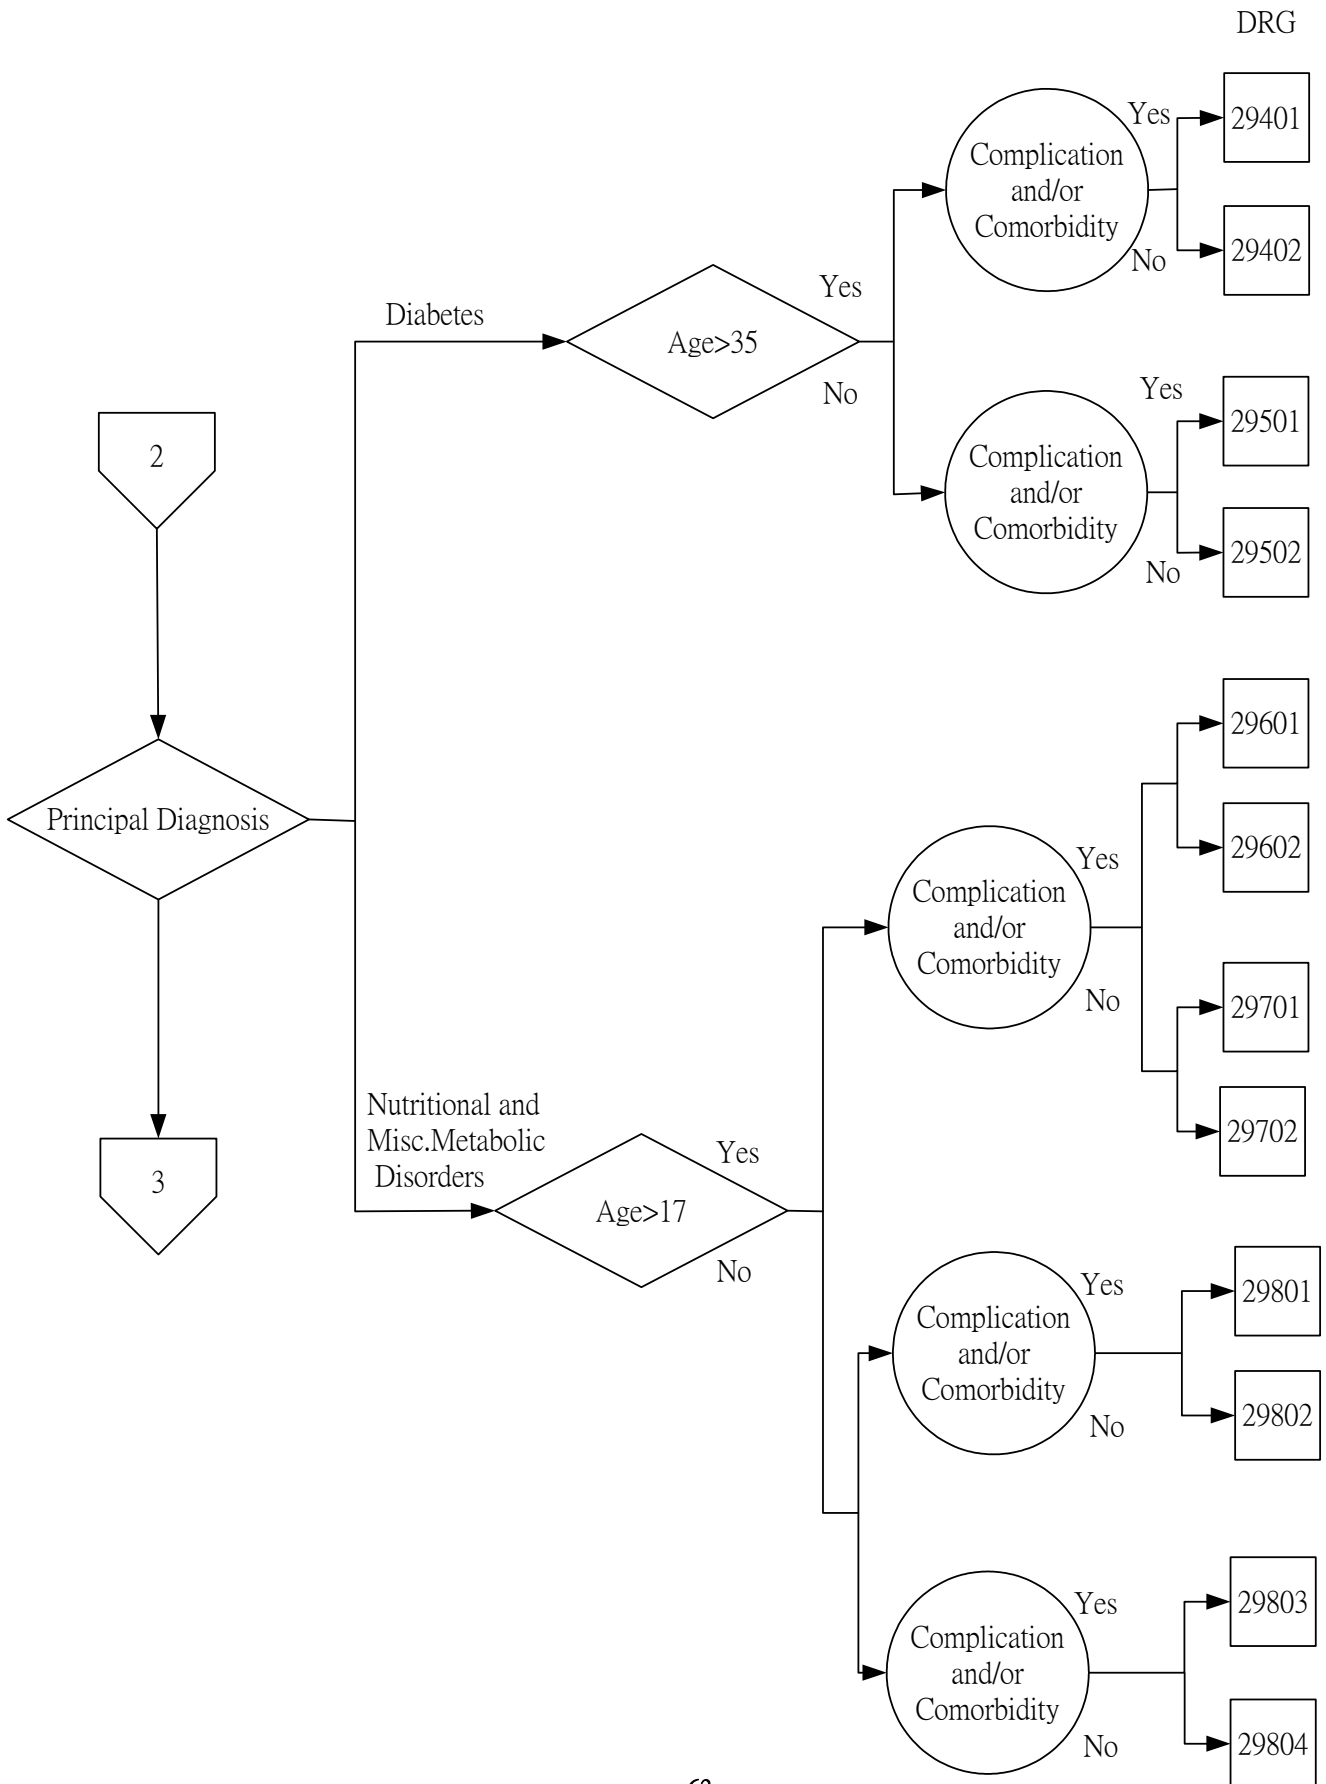 DRG
Yes
29401
Complication
and/or
Comorbidity
No
29402
Diabetes
Age>35
Yes
No
Yes
29501
Complication
and/or
Comorbidity
No
29502
2
Principal Diagnosis
3
29601
29602
Yes
Complication
and/or
Comorbidity
No
29701
29702
Nutritional and
Misc.Metabolic
Disorders
Yes
Age>17
No
Yes
29801
Complication
and/or
Comorbidity
No
29802
Yes
29803
Complication
and/or
Comorbidity
No
29804